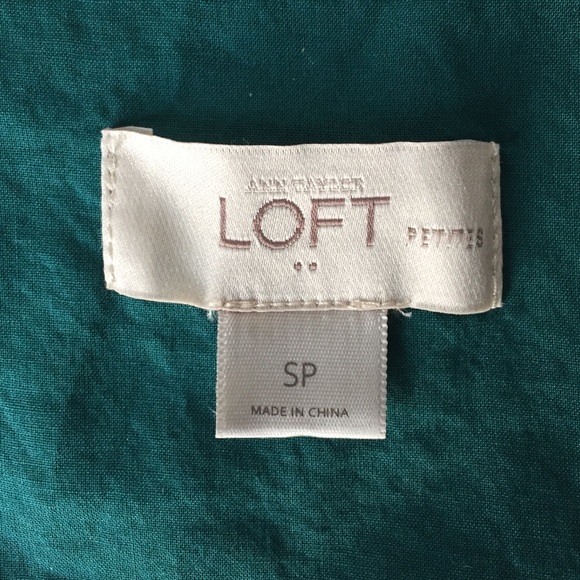 ANN TAYLOR
LOFT
PETITES
SP
MADE IN CHINA